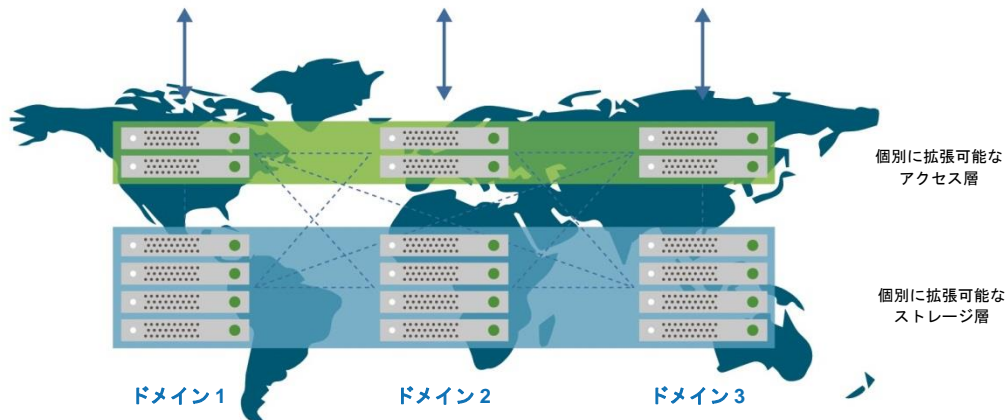 個別に拡張可能な
アクセス層
個別に拡張可能な
ストレージ層
ドメイン 1
ドメイン 2
ドメイン 3